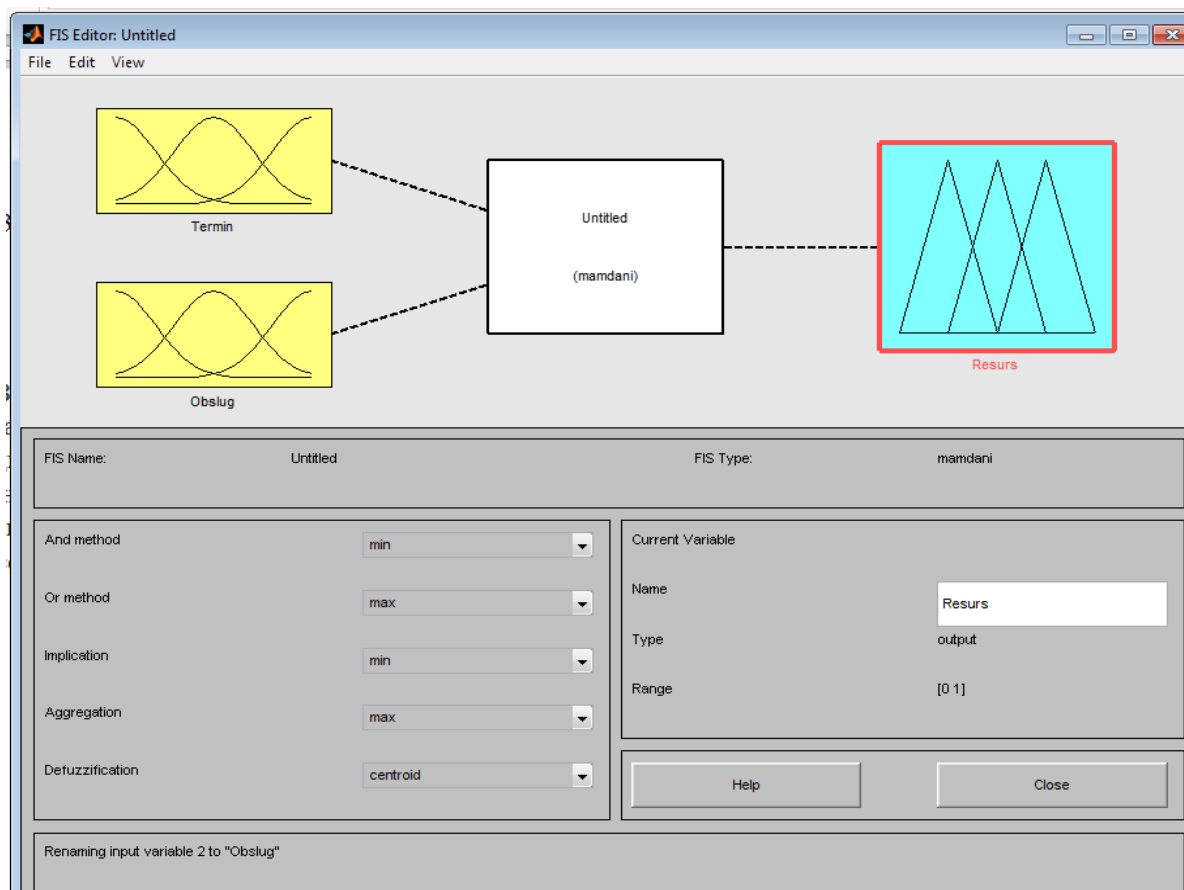 FIS Editor: Untitled
File Edit View
Termin
Obslug
Untitled
(mamdani)
Resurs
FIS Name: Untitled FIS Type: mamdani
And method min
Or method max
Implication min
Aggregation max
Defuzzification centroid
Current Variable
Name Resurs
Type output
Range [0 1]
Help Close
Renaming input variable 2 to "Obslug"